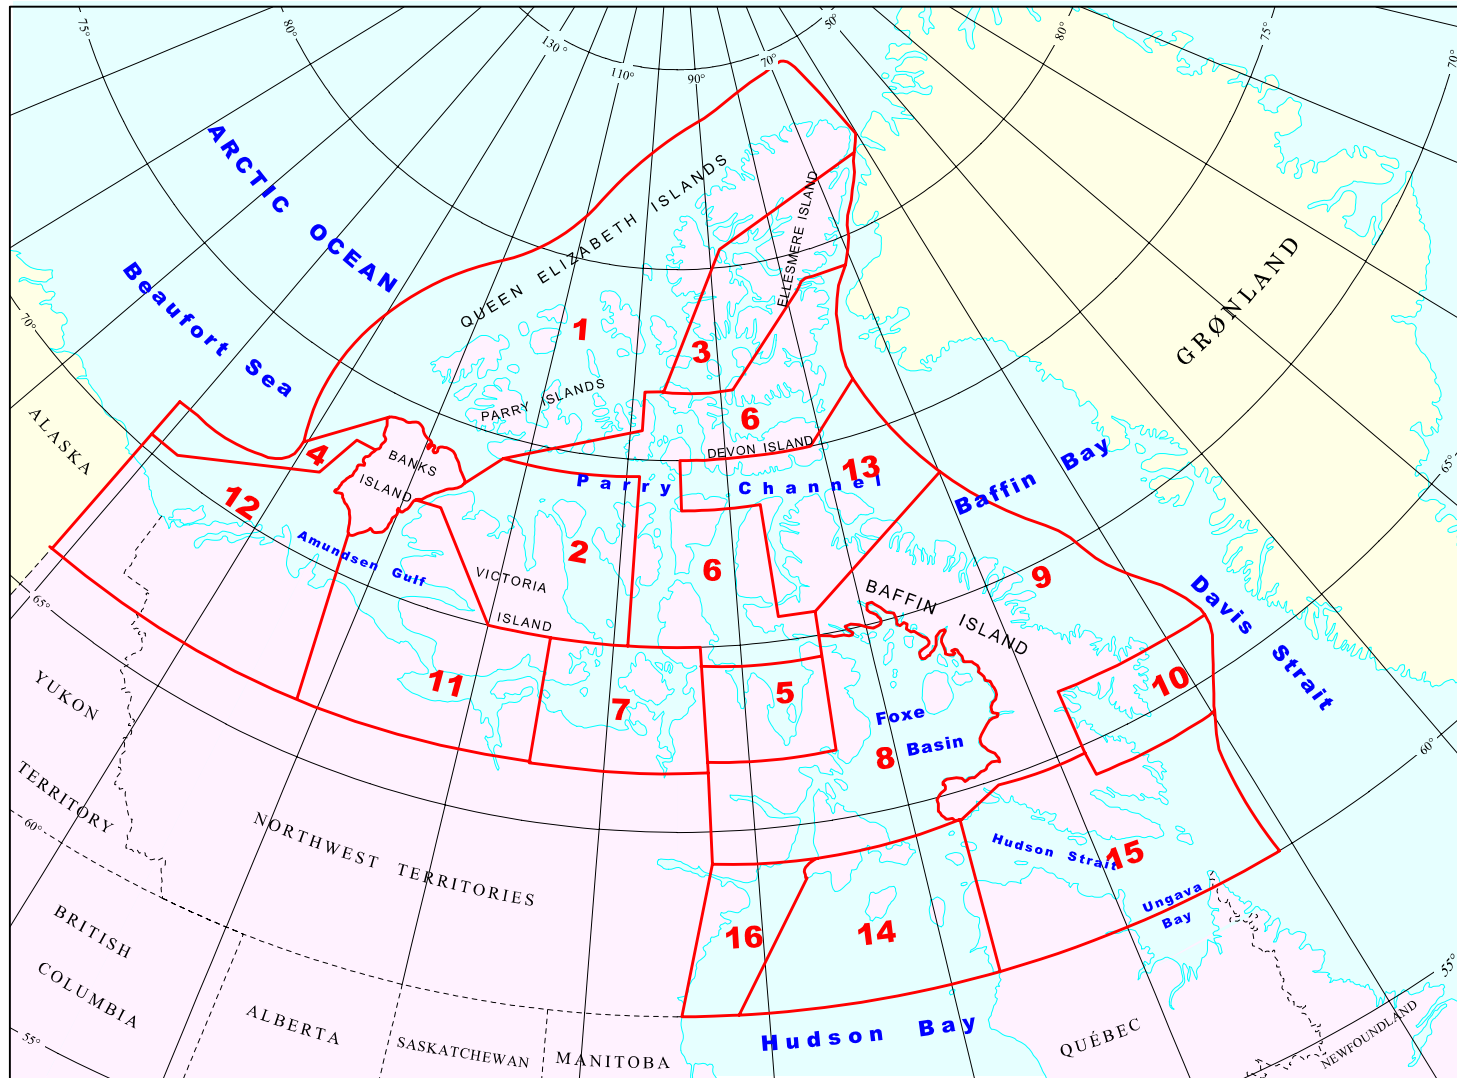 75°
80°
130°
110°
90°
70°
50°
80°
75°
70°
ARCTIC OCEAN
Beaufort Sea
QUEEN ELIZABETH ISLANDS
ELLESMERE ISLAND
GRØNLAND
70°
ALASKA
1
3
PARRY ISLANDS
6
DEVON ISLAND
4
BANKS
ISLAND
12
13
Parry Channel
Baffin Bay
65°
Amundsen Gulf
2
6
VICTORIA
ISLAND
9
BAFFIN ISLAND
Davis Strait
65°
11
7
5
10
Foxe
Basin
8
YUKON
TERRITORY
60°
60°
NORTHWEST TERRITORIES
Hudson Strait
15
Ungava
Bay
16
14
BRITISH
COLUMBIA
55°
55°
ALBERTA
SASKATCHEWAN
MANITOBA
Hudson Bay
QUÉBEC
NEWFOUNDLAND